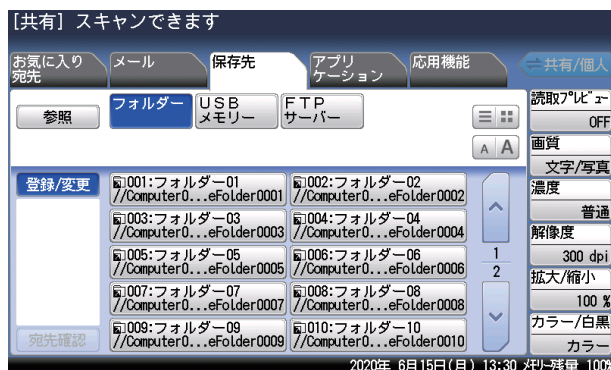 [共有] スキャンできます
お気に入り
宛先
メール
保存先
アプリ
ケーション
応用機能
共有/個人
参照
フォルダー
USB
メモリー
FTP
サーバー
A A
登録/変更
001:フォルダー01
//Computer0...eFolder0001
002:フォルダー02
//Computer0...eFolder0002
003:フォルダー03
//Computer0...eFolder0003
004:フォルダー04
//Computer0...eFolder0004
005:フォルダー05
//Computer0...eFolder0005
006:フォルダー06
//Computer0...eFolder0006
007:フォルダー07
//Computer0...eFolder0007
008:フォルダー08
//Computer0...eFolder0008
009:フォルダー09
//Computer0...eFolder0009
010:フォルダー10
//Computer0...eFolder0010
1
2
宛先確認
読取プレビュー
OFF
画質
文字/写真
濃度
普通
解像度
300 dpi
拡大/縮小
100 %
カラー/白黒
カラー
2020年 6月15日(月) 13:30 メモリー残量 100%